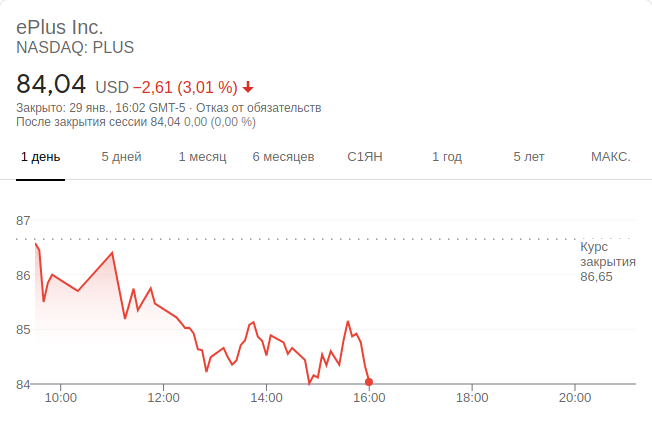 ePlus Inc.
NASDAQ: PLUS
84,04 USD −2,61 (3,01 %)
Закрыто: 29 янв., 16:02 GMT-5 · Отказ от обязательств
После закрытия сессии 84,04 0,00 (0,00 %)
1 день 5 дней 1 месяц 6 месяцев С1ЯН 1 год 5 лет МАКС.
87
Курс
закрытия
86,65
86
85
84
10:00 12:00 14:00 16:00 18:00 20:00